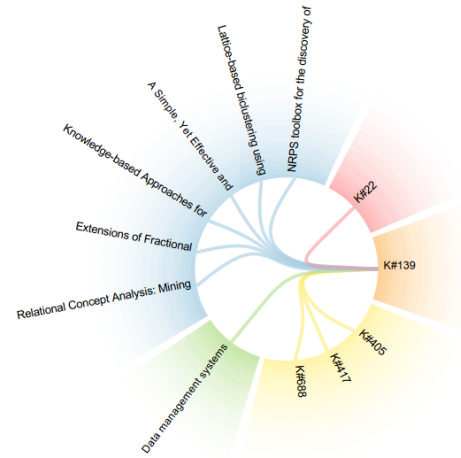 NRPS toolbox for the discovery of
Lattice-based biclustering using
A Simple, Yet Effective and
Knowledge-based Approaches for
Extensions of Fractional
Relational Concept Analysis: Mining
Data management systems
K#22
K#139
K#405
K#417
K#688